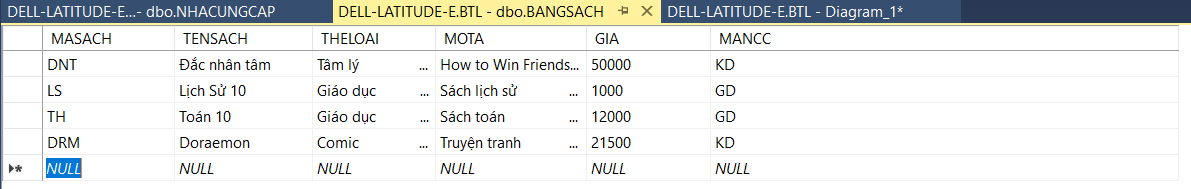 DELL-LATITUDE-E...- dbo.NHACUNGCAP DELL-LATITUDE-E.BTL - dbo.BANGSACH DELL-LATITUDE-E.BTL - Diagram_1*
MASACH TENSACH THELOAI MOTA GIA MANCC
DNT Đắc nhân tâm Tâm lý ... How to Win Friends... 50000 KD
LS Lịch Sử 10 Giáo dục ... Sách lịch sử ... 1000 GD
TH Toán 10 Giáo dục ... Sách toán ... 12000 GD
DRM Doraemon Comic ... Truyện tranh ... 21500 KD
NULL NULL NULL NULL NULL NULL